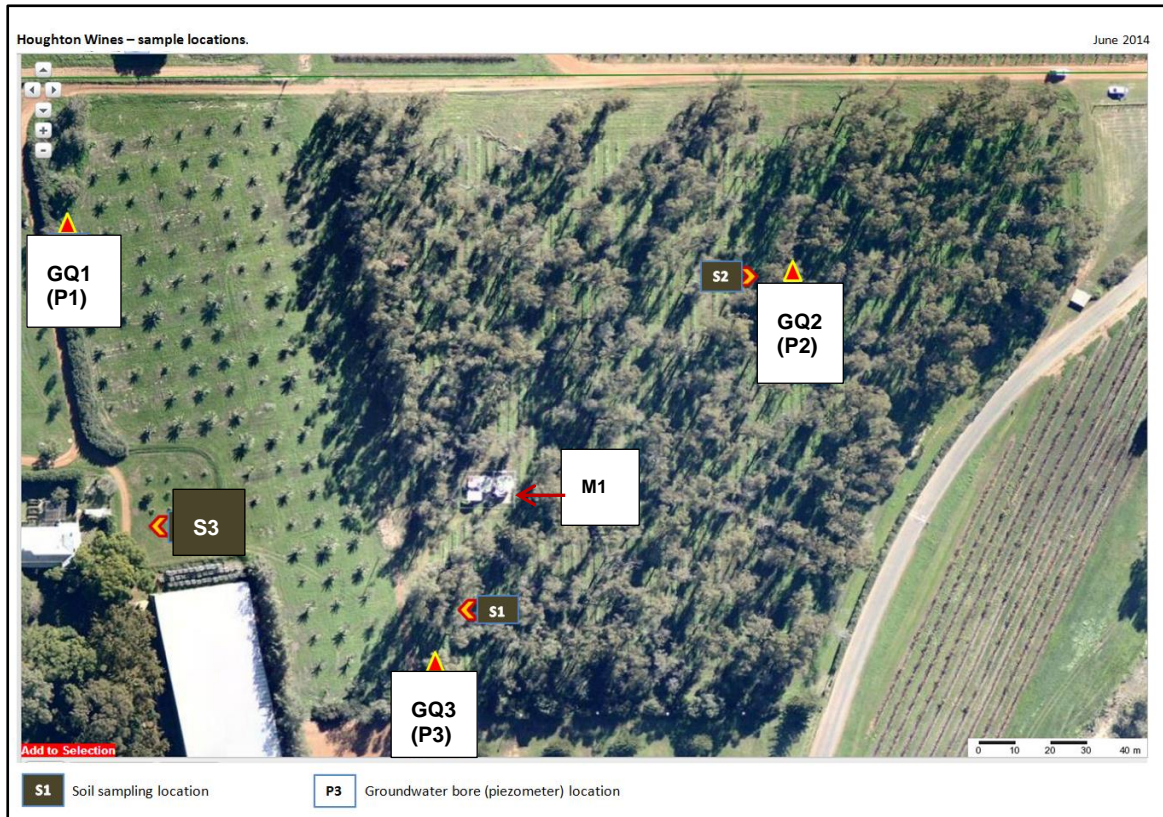 Houghton Wines – sample locations.
June 2014
GQ1
(P1)
S2
GQ2
(P2)
M1
S3
S1
GQ3
(P3)
Add to Selection
0 10 20 30 40 m
S1 Soil sampling location
P3 Groundwater bore (piezometer) location